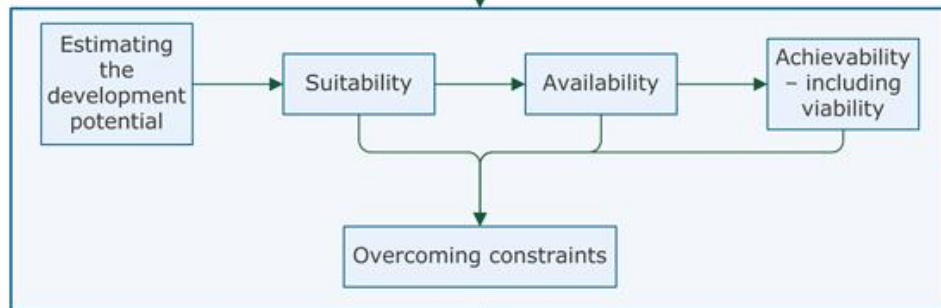 Estimating
the
development
potential
Suitability
Availability
Achievability
– including
viability
Overcoming constraints